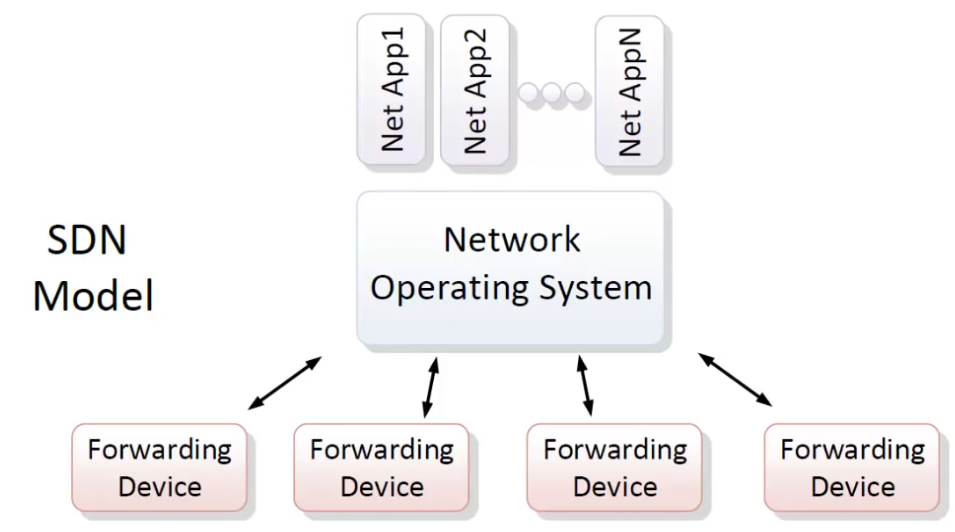 Net App1
Net App2
Net AppN
SDN
Model
Network
Operating System
Forwarding
Device
Forwarding
Device
Forwarding
Device
Forwarding
Device